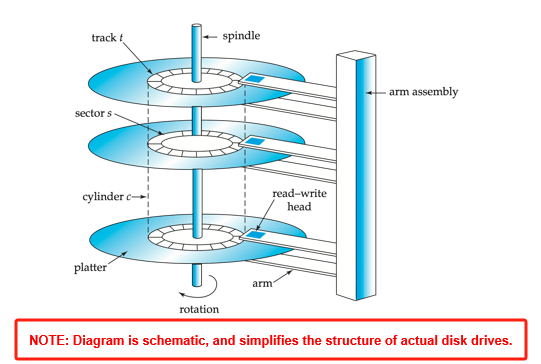 track t
spindle
arm assembly
sector s
cylinder c
read–write
head
platter
arm
rotation
NOTE: Diagram is schematic, and simplifies the structure of actual disk drives.